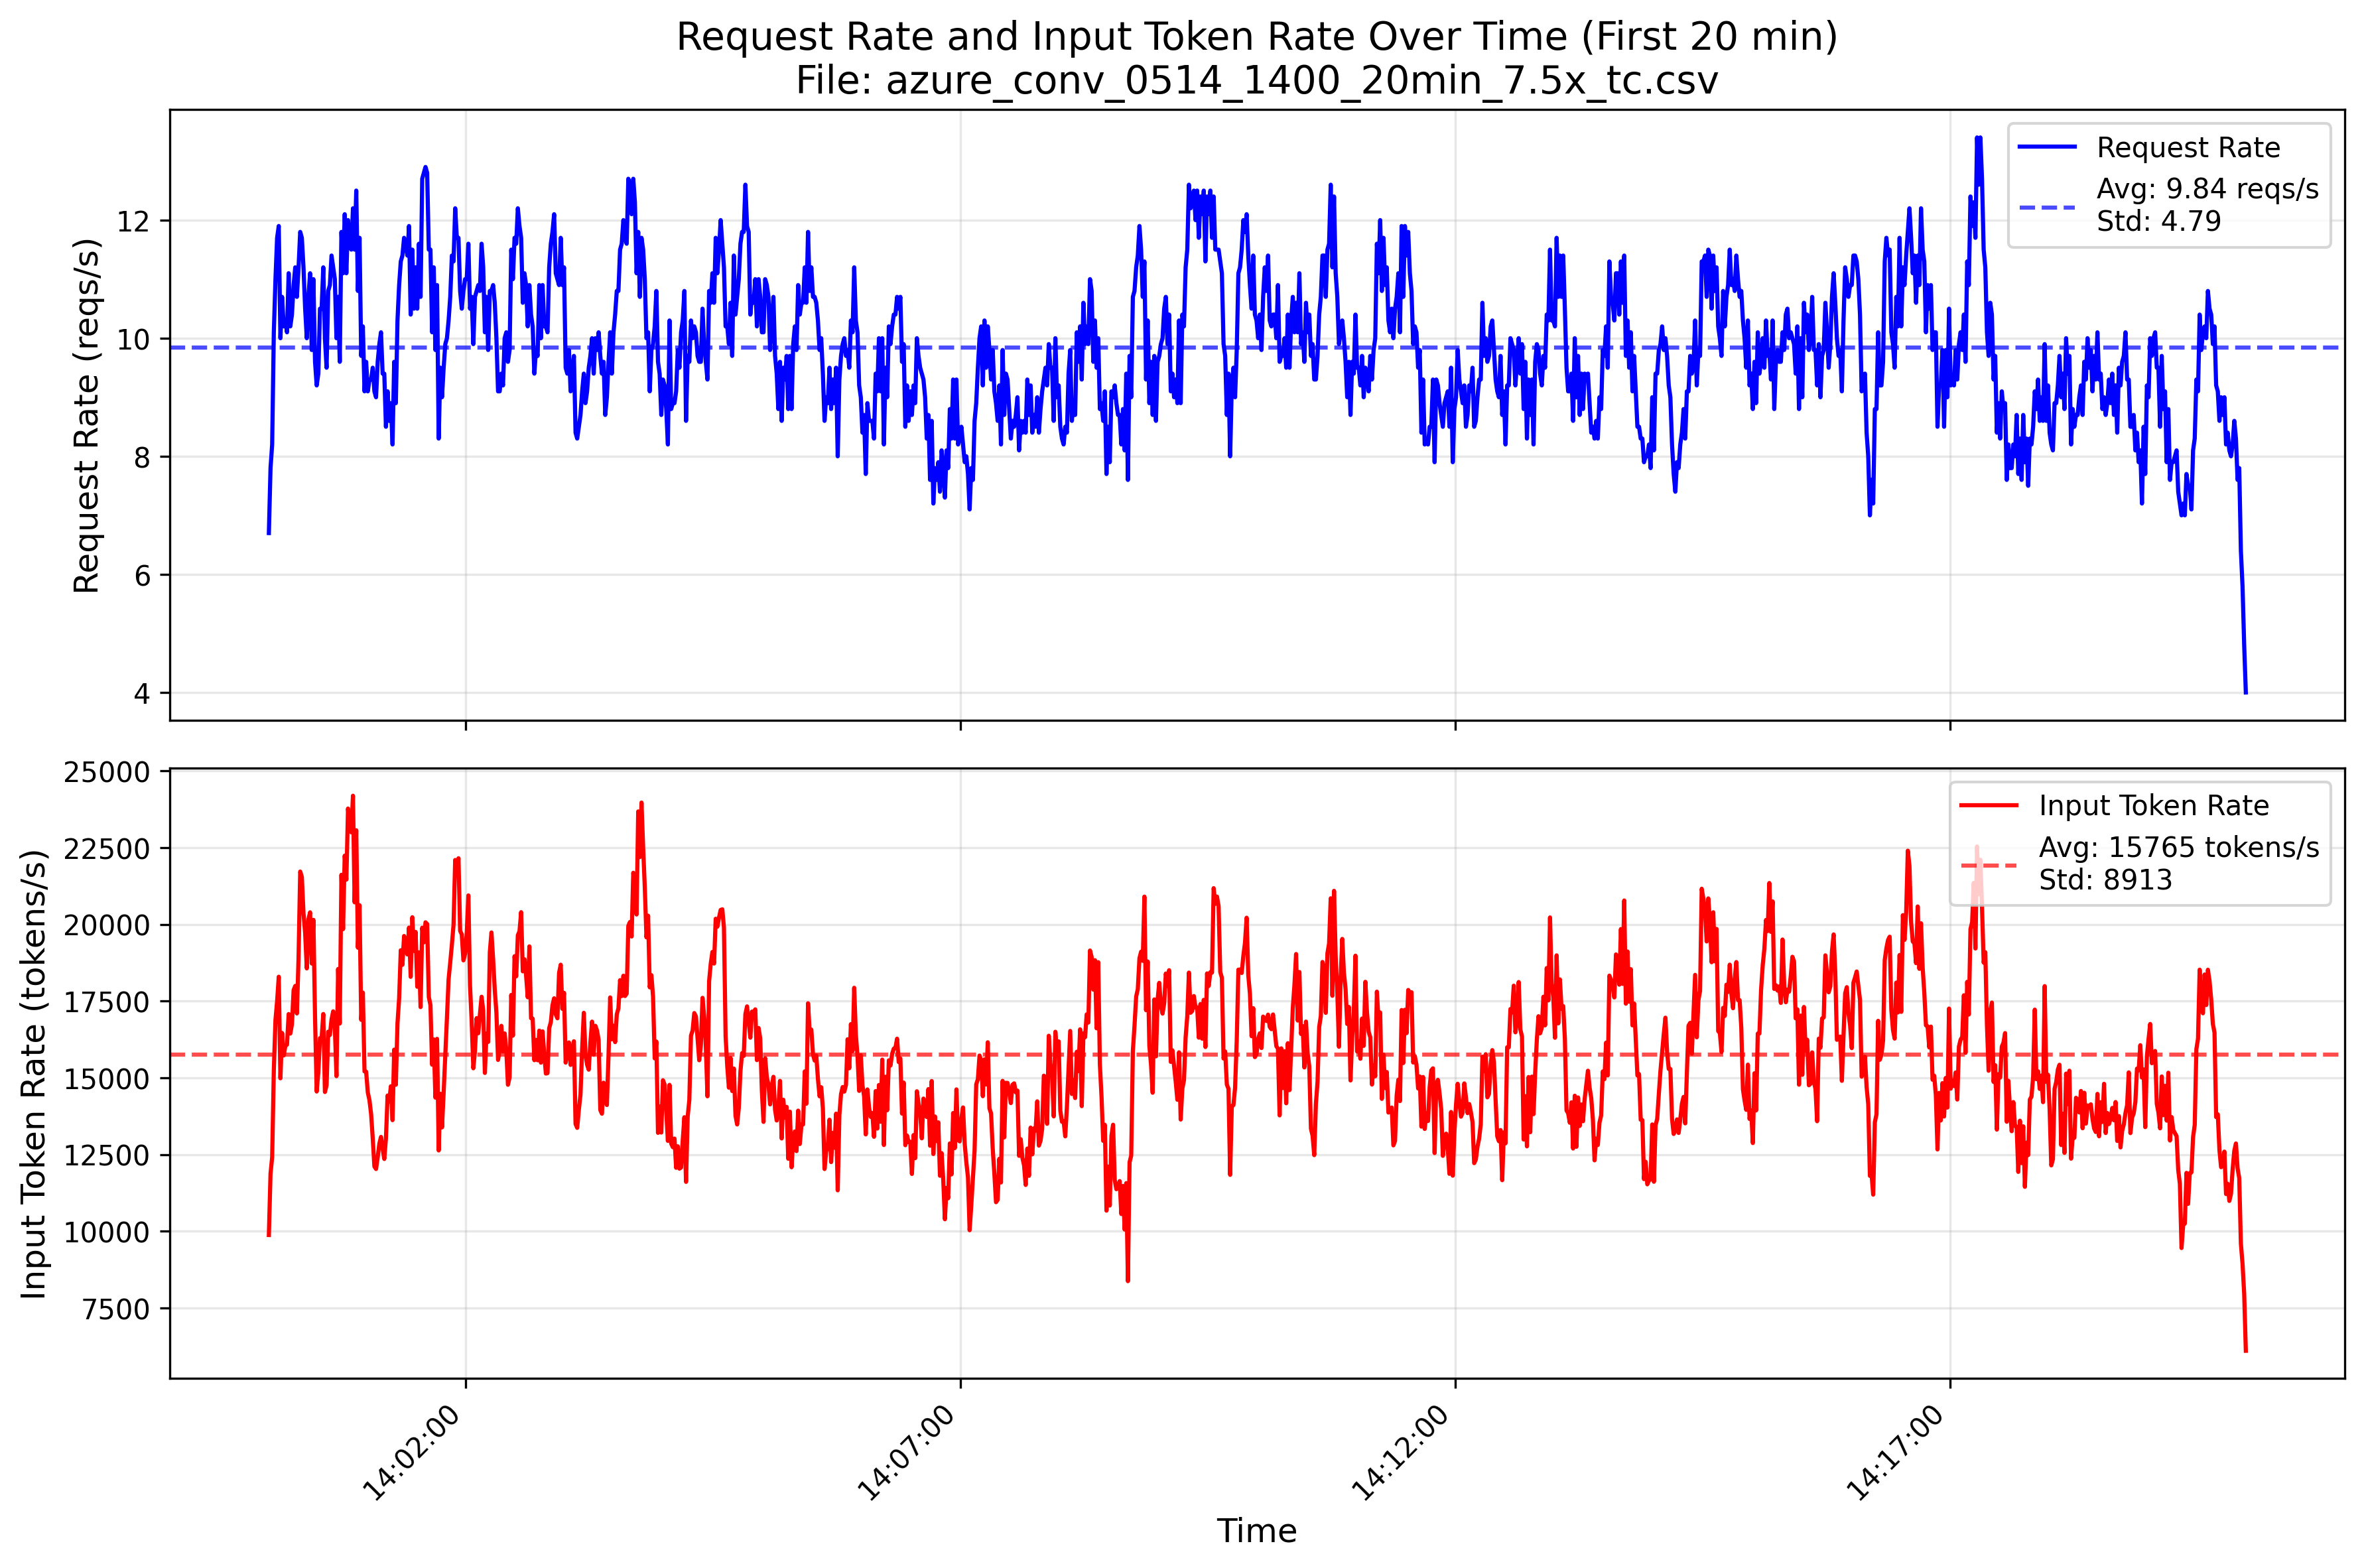 Request Rate and Input Token Rate Over Time (First 20 min)
File: azure_conv_0514_1400_20min_7.5x_tc.csv
Request Rate (reqs/s)
12
10
8
6
4
Request Rate
Avg: 9.84 reqs/s
Std: 4.79
Input Token Rate (tokens/s)
25000
22500
20000
17500
15000
12500
10000
7500
Input Token Rate
Avg: 15765 tokens/s
Std: 8913
14:02:00
14:07:00
14:12:00
14:17:00
Time